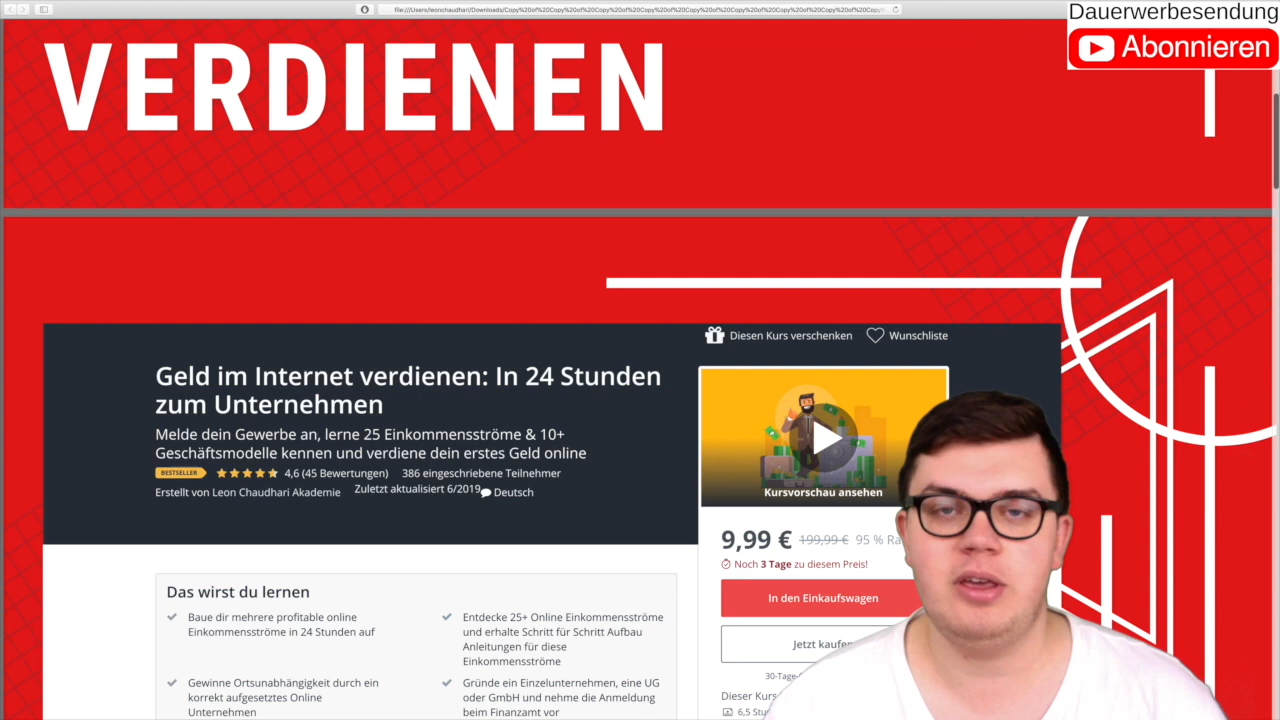 Dauerwerbesendung
Abonnieren
VERDIENEN
Diesen Kurs verschenken
Wunschliste
Geld im Internet verdienen: In 24 Stunden
zum Unternehmen
Melde dein Gewerbe an, lerne 25 Einkommensströme & 10+
Geschäftsmodelle kennen und verdiene dein erstes Geld online
BESTSELLER
4,6 (45 Bewertungen)
386 eingeschriebene Teilnehmer
Erstellt von Leon Chaudhari Akademie
Zuletzt aktualisiert 6/2019
Deutsch
Kursvorschau ansehen
9,99 € 199,99 € 95 %
Noch 3 Tage zu diesem Preis!
In den Einkaufswagen
Jetzt kaufen
Dieser Kurs
Das wirst du lernen
Baue dir mehrere profitable online
Einkommensströme in 24 Stunden auf
Entdecke 25+ Online Einkommensströme
und erhalte Schritt für Schritt Aufbau
Anleitungen für diese
Einkommensströme
Gewinne Ortsunabhängigkeit durch ein
korrekt aufgesetztes Online
Unternehmen
Gründe ein Einzelunternehmen, eine UG
oder GmbH und nehme die Anmeldung
beim Finanzamt vor